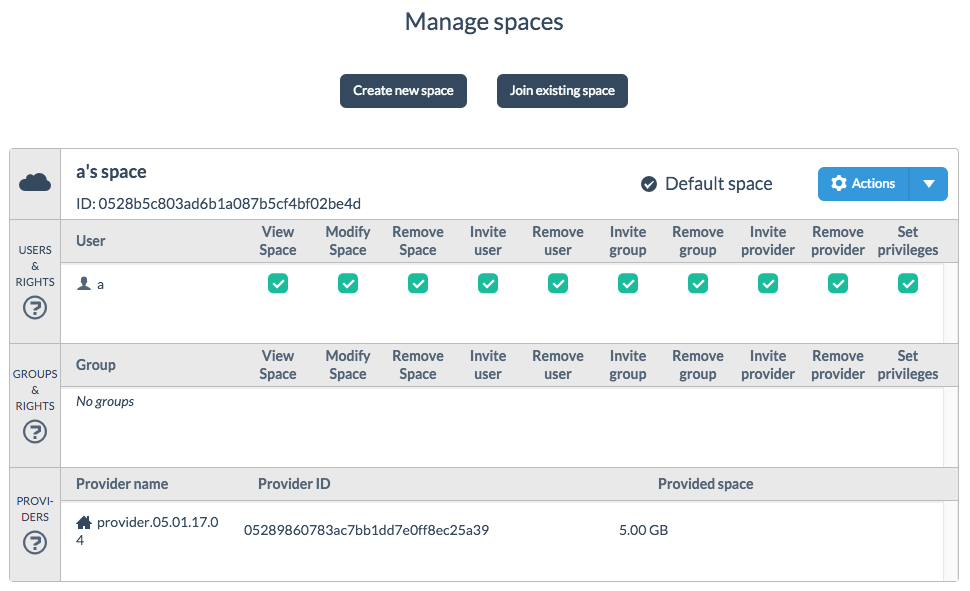 Manage spaces
Create new space Join existing space
a's space
ID: 0528b5c803ad6b1a087b5cf4bf02be4d
Default space
Actions
USERS
&
RIGHTS
User View Space Modify Space Remove Space Invite user Remove user Invite group Remove group Invite provider Remove provider Set privileges
a
GROUPS
&
RIGHTS
Group View Space Modify Space Remove Space Invite user Remove user Invite group Remove group Invite provider Remove provider Set privileges
No groups
PROVI-
DERS
Provider name Provider ID Provided space
provider.05.01.17.0
4
05289860783ac7bb1dd7e0ff8ec25a39 5.00 GB